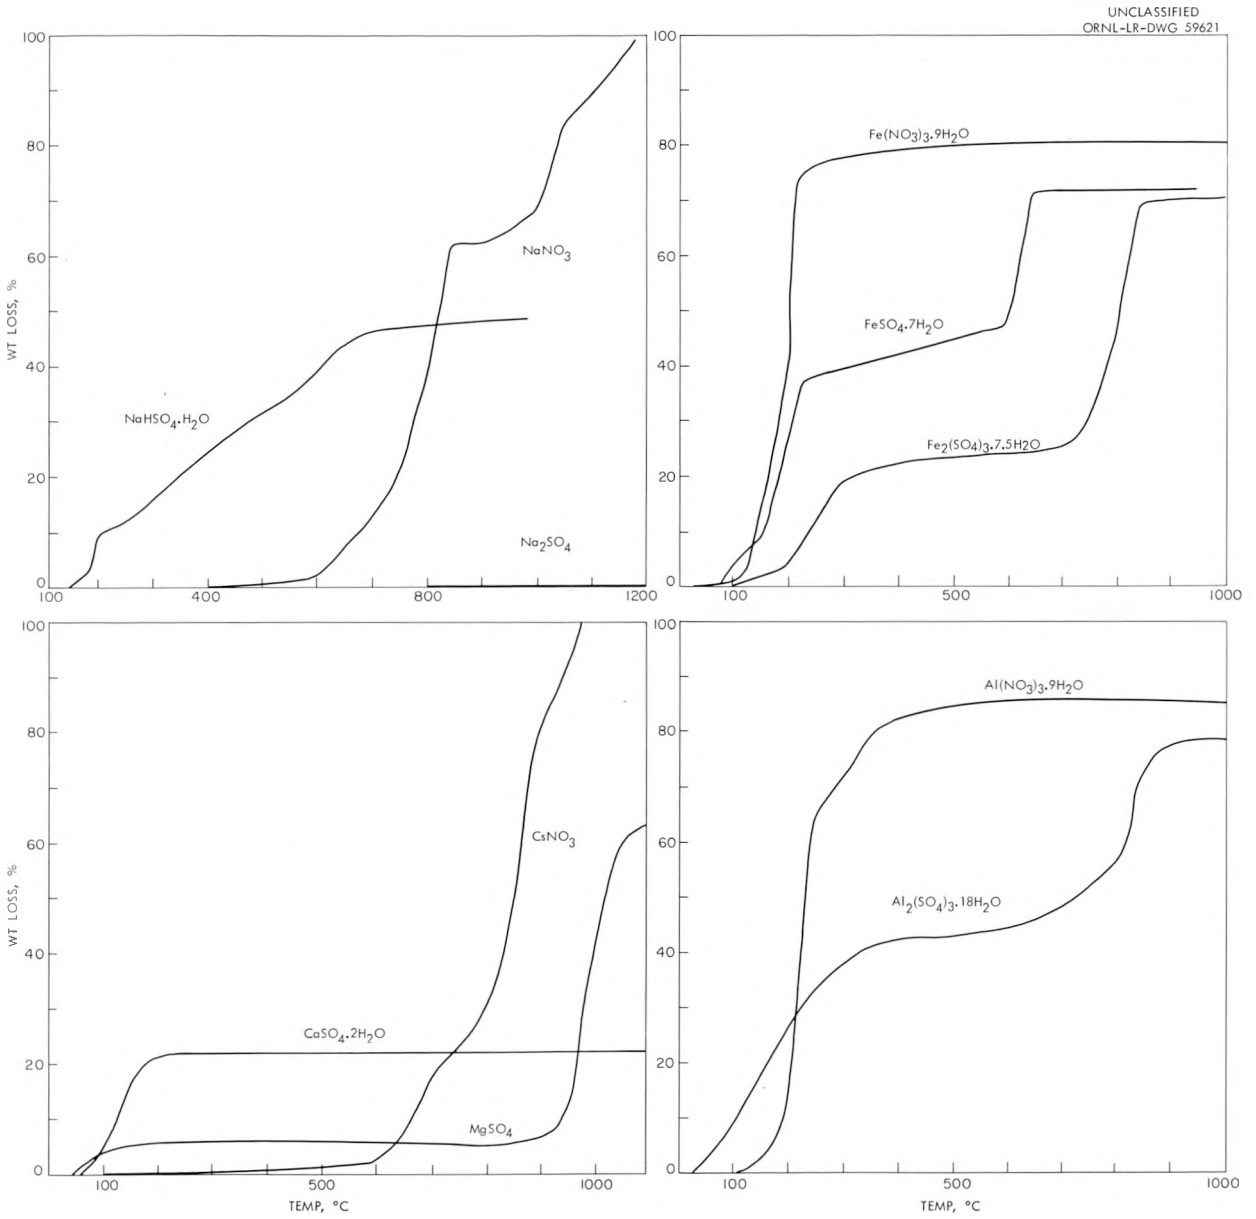 UNCLASSIFIED
ORNL-LR-DWG 59621
100
80
60
40
20
0
WT LOSS, %
NaHSO4.H2O
NaNO3
Na2SO4
100
400
800
1200
100
80
60
40
20
0
Fe(NO3)3.9H2O
FeSO4.7H2O
Fe2(SO4)3.7.5H2O
100
500
1000
100
80
60
40
20
0
WT LOSS, %
CsNO3
CaSO4.2H2O
MgSO4
100
500
1000
TEMP, °C
100
80
60
40
20
0
Al(NO3)3.9H2O
Al2(SO4)3.18H2O
100
500
1000
TEMP, °C